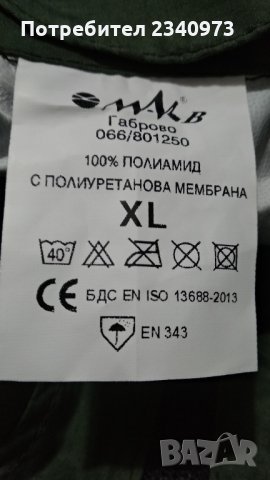 Потребител 2340973
МАК В
Габрово
066/801250
100% ПОЛИАМИД
С ПОЛИУРЕТАНОВА МЕМБРАНА
XL
40°
CE БДС EN ISO 13688-2013
EN 343
BAZAR